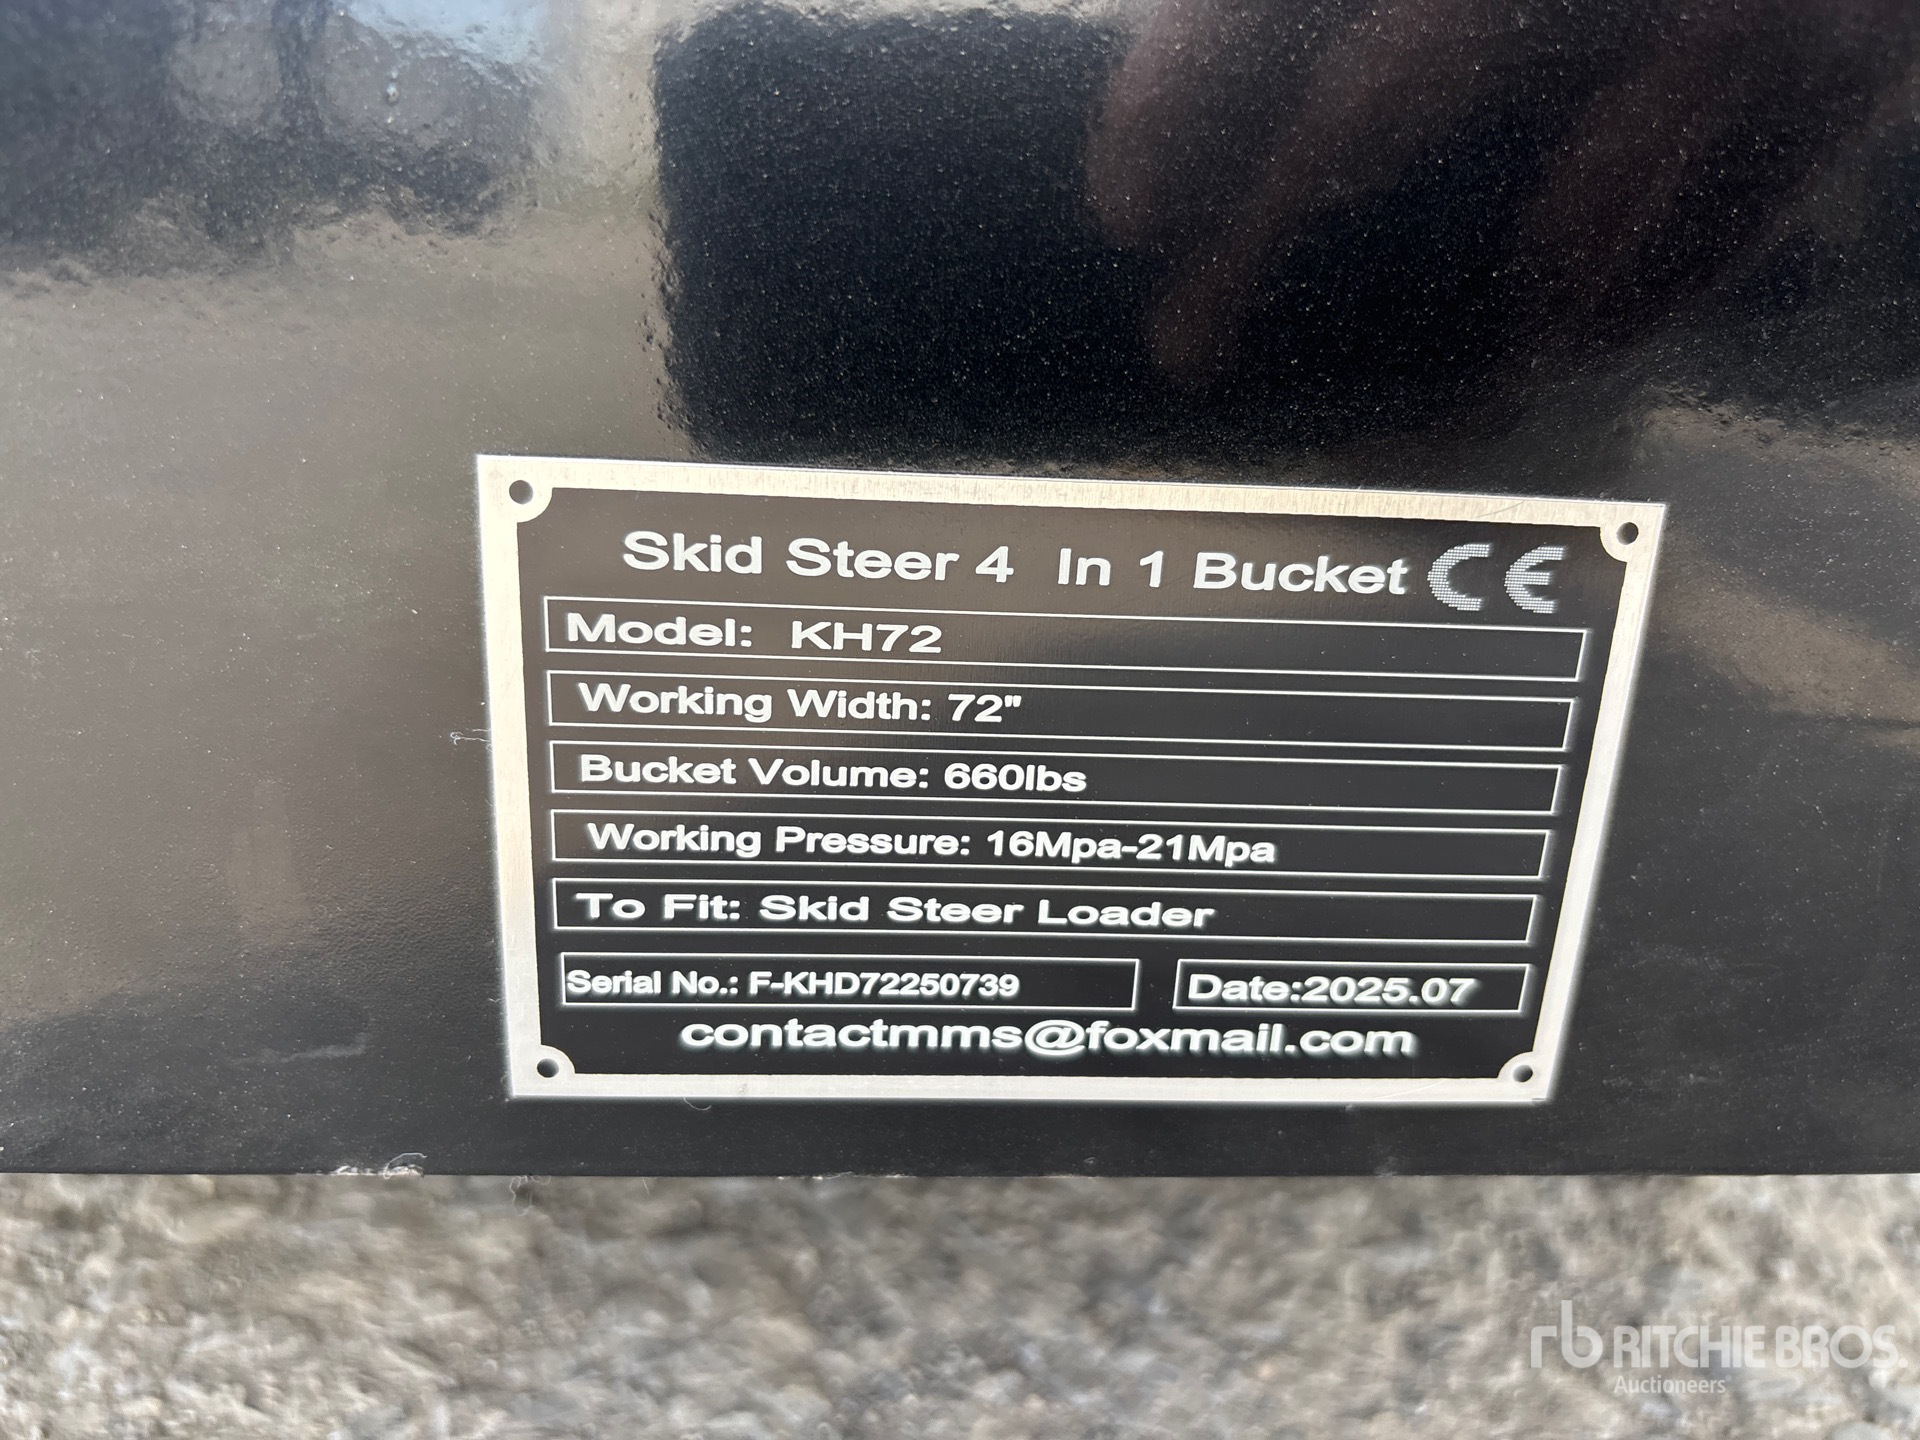 Skid Steer 4 In 1 Bucket CE
Model: KH72
Working Width: 72"
Bucket Volume: 660lbs
Working Pressure: 16Mpa-21Mpa
To Fit: Skid Steer Loader
Serial No.: F-KHD72250739 Date:2025.07
contactmms@foxmail.com
rb RITCHIE BROS.
Auctioneers